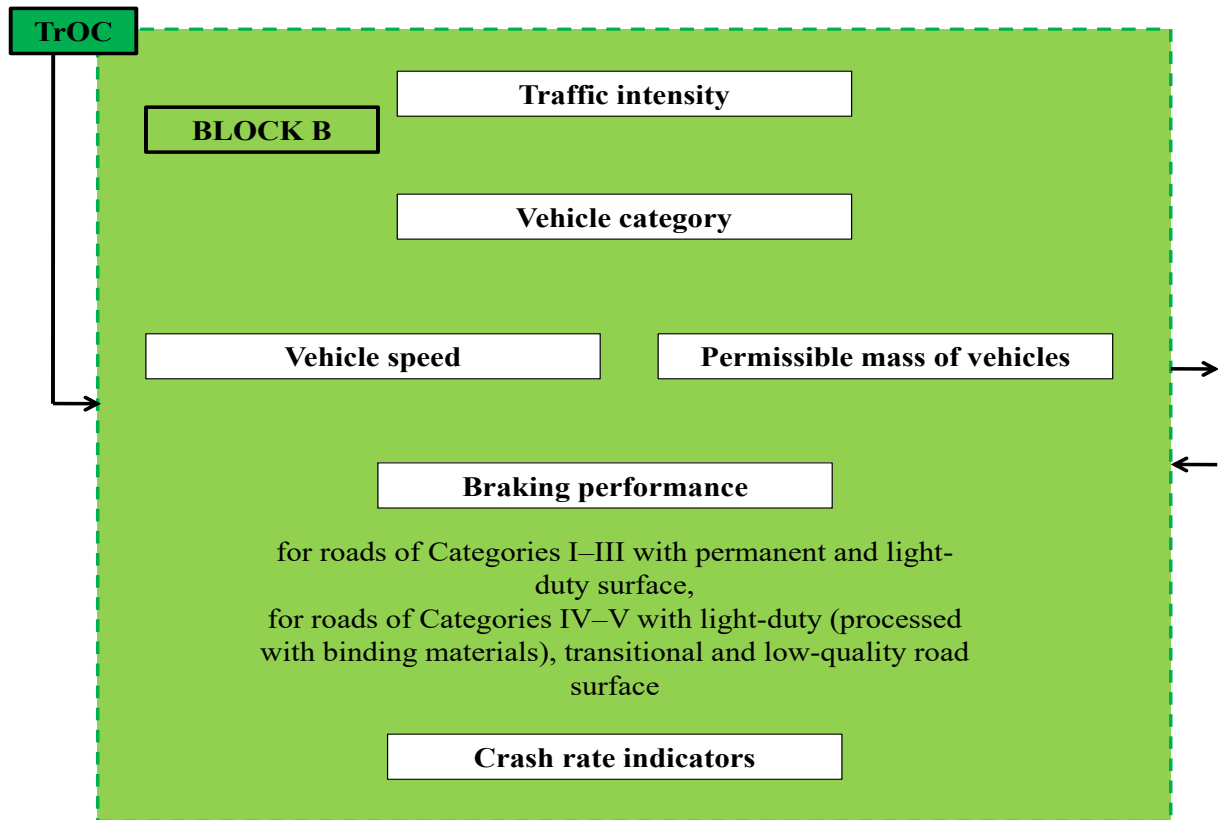 TrOC
Traffic intensity
BLOCK B
Vehicle category
Vehicle speed
Permissible mass of vehicles
Braking performance
for roads of Categories I–III with permanent and light-
duty surface,
for roads of Categories IV–V with light-duty (processed
with binding materials), transitional and low-quality road
surface
Crash rate indicators